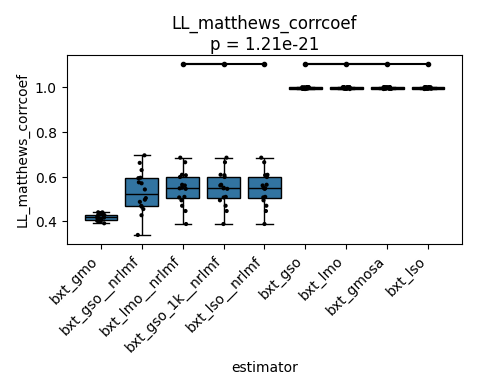 LL_matthews_corrcoef
p = 1.21e-21
LL_matthews_corrcoef
1.0
0.8
0.6
0.4
bxt_gmo
bxt_gso__nrlmf
bxt_lmo__nrlmf
bxt_gso_1k__nrlmf
bxt_lso__nrlmf
bxt_gso
bxt_lmo
bxt_gmosa
bxt_lso
estimator